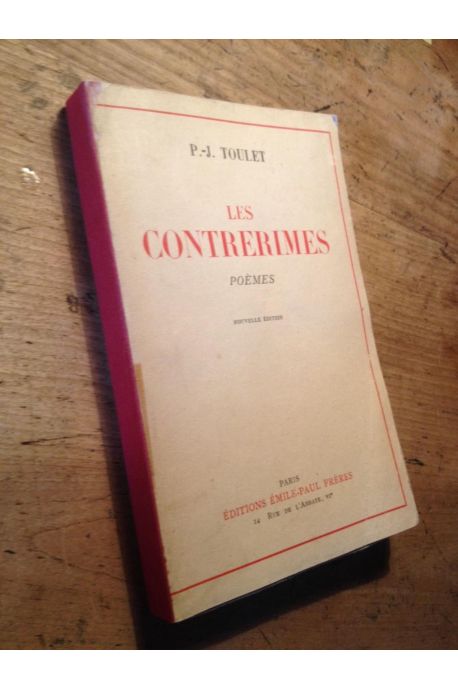 P.-J. TOULET
LES
CONTRERIMES
POÈMES
NOUVELLE ÉDITION
PARIS
ÉDITIONS ÉMILE-PAUL FRÈRES
14 RUE DE L'ABBAYE, VIᵉ